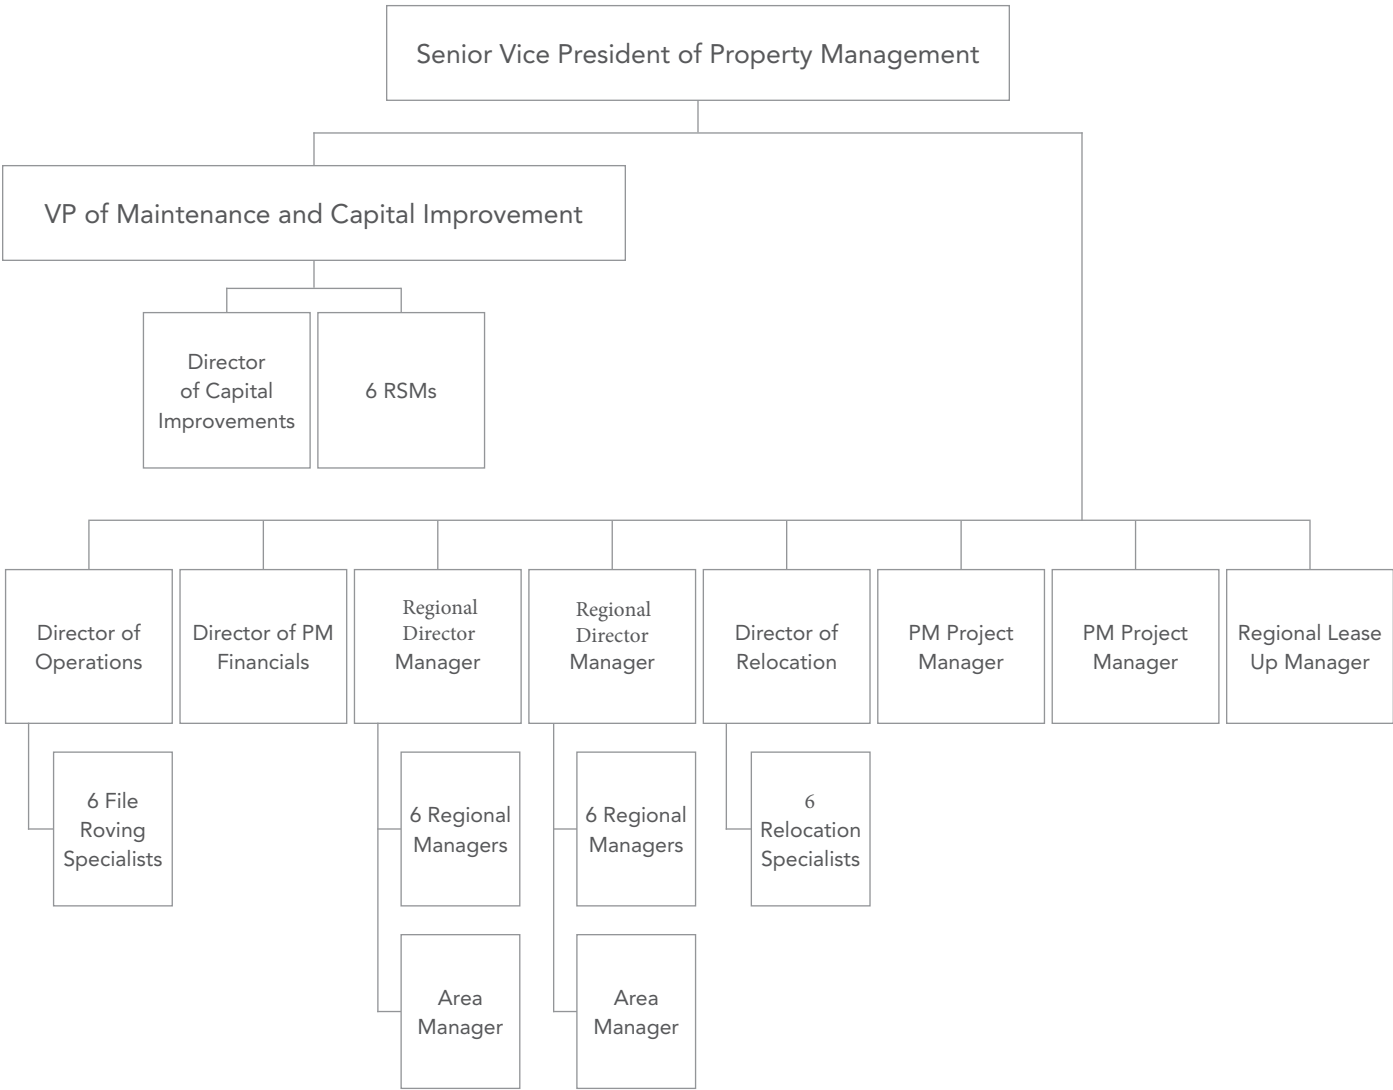 Senior Vice President of Property Management
VP of Maintenance and Capital Improvement
Director
of Capital
Improvements
6 RSMs
Director of
Operations
Director of PM
Financials
Regional
Director
Manager
Regional
Director
Manager
Director of
Relocation
PM Project
Manager
PM Project
Manager
Regional Lease
Up Manager
6 File
Roving
Specialists
6 Regional
Managers
6 Regional
Managers
6
Relocation
Specialists
Area
Manager
Area
Manager